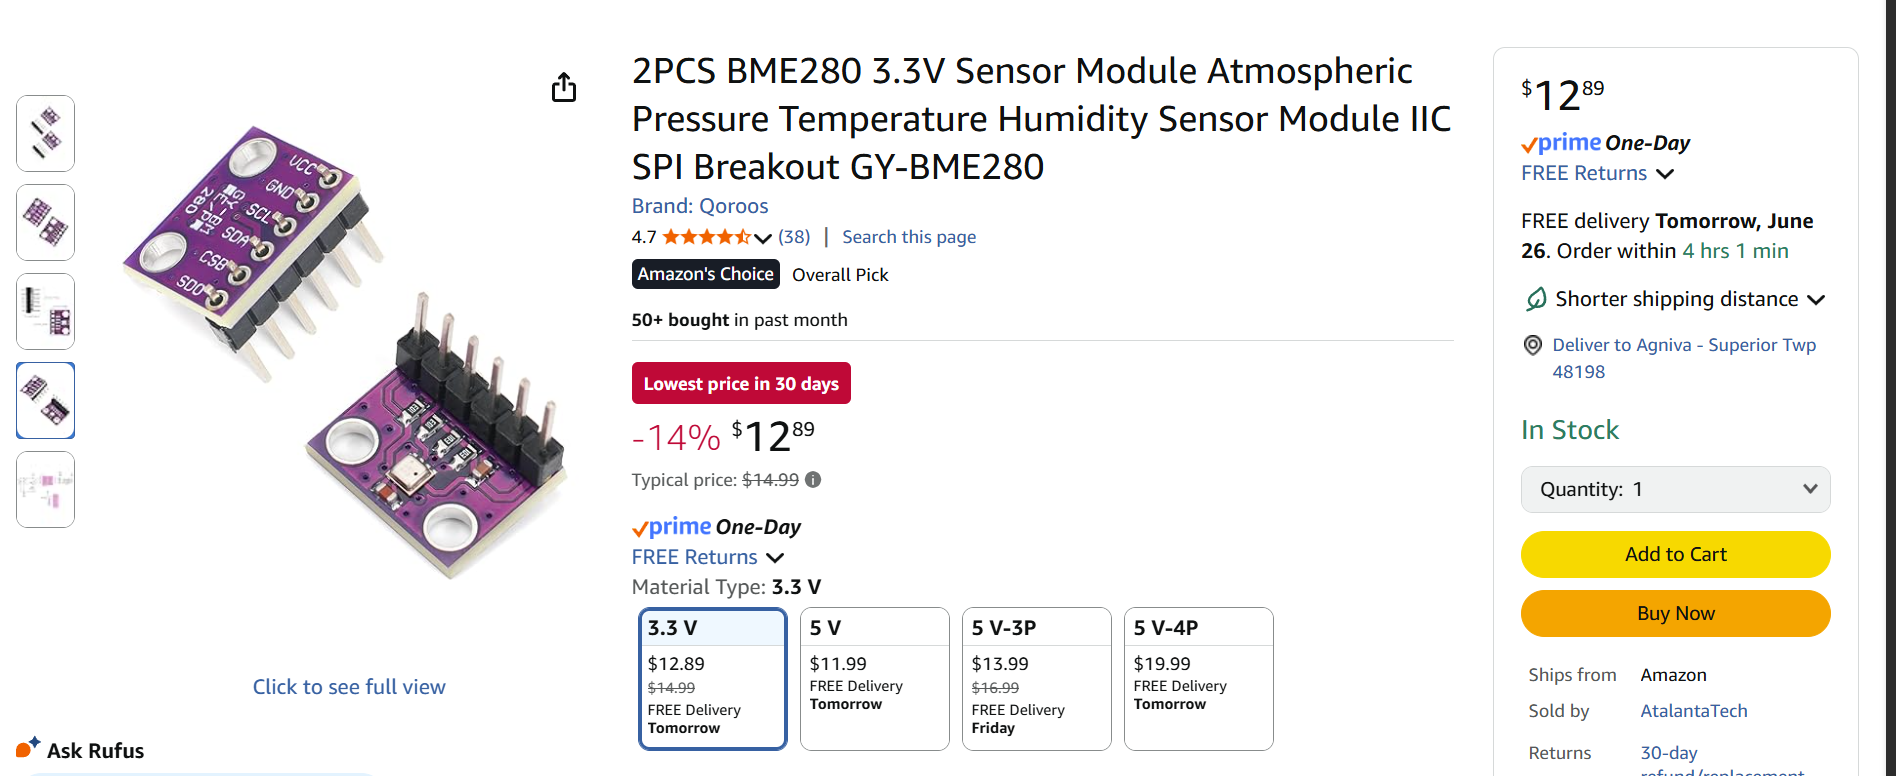 VCC
GND
SCL
SDA
CSB
SDO
2PCS BME280 3.3V Sensor Module Atmospheric
Pressure Temperature Humidity Sensor Module IIC
SPI Breakout GY-BME280
Brand: Qoroos
4.7 (38) | Search this page
Amazon's Choice Overall Pick
50+ bought in past month
Lowest price in 30 days
-14% $12 89
Typical price: $14.99
prime One-Day
FREE Returns
Material Type: 3.3 V
3.3 V
$12.89
$14.99
FREE Delivery
Tomorrow
5 V
$11.99
FREE Delivery
Tomorrow
5 V-3P
$13.99
$16.99
FREE Delivery
Friday
5 V-4P
$19.99
FREE Delivery
Tomorrow
Click to see full view
Ask Rufus
$12 89
prime One-Day
FREE Returns
FREE delivery Tomorrow, June
26. Order within 4 hrs 1 min
Shorter shipping distance
Deliver to Agniva - Superior Twp
48198
In Stock
Quantity: 1
Add to Cart
Buy Now
Ships from Amazon
Sold by AtalantaTech
Returns 30-day
refund/replacement